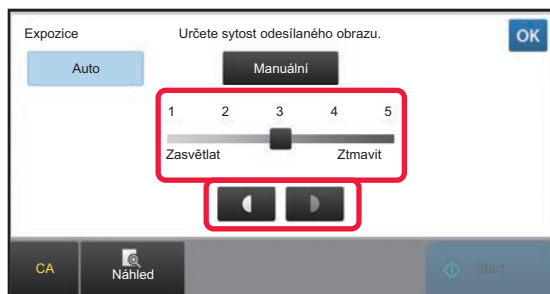 Expozice
Určete sytost odesílaného obrazu.
OK
Auto
Manuální
1 2 3 4 5
Zasvětlat
Ztmavit
CA
Náhled
Start